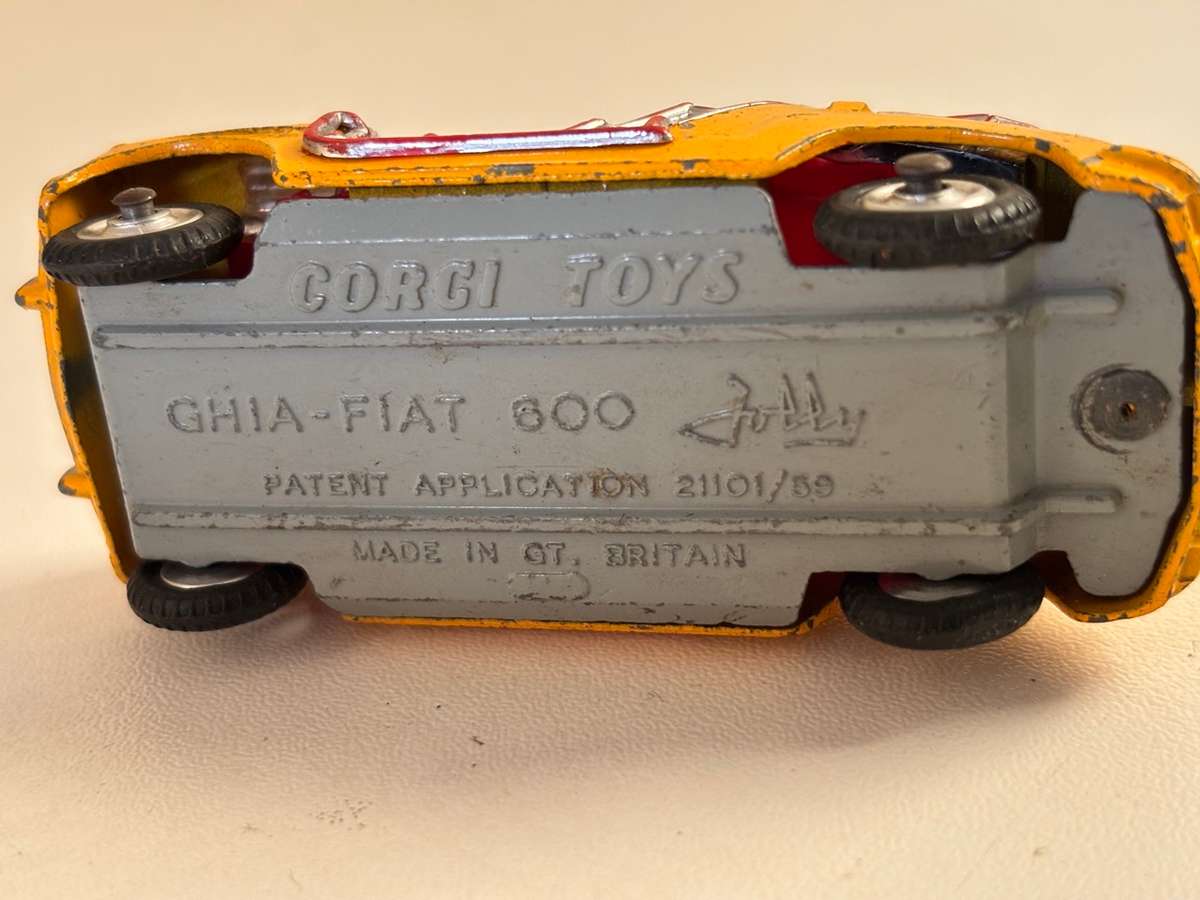 CORGI TOYS
GHIA-FIAT 600 Jolly
PATENT APPLICATION 21101/59
MADE IN GT. BRITAIN